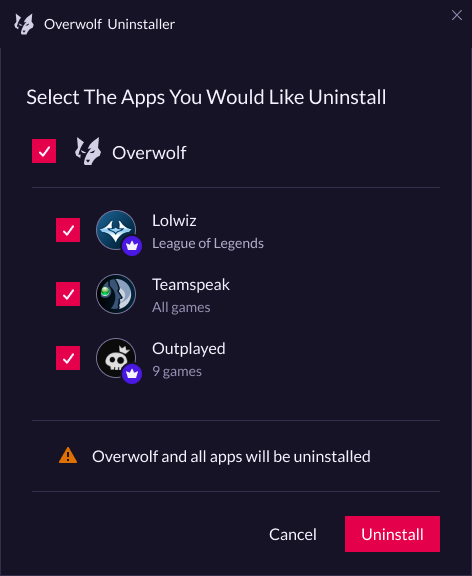 Overwolf Uninstaller
Select The Apps You Would Like Uninstall
Overwolf
Lolwiz
League of Legends
Teamspeak
All games
Outplayed
9 games
Overwolf and all apps will be uninstalled
Cancel
Uninstall